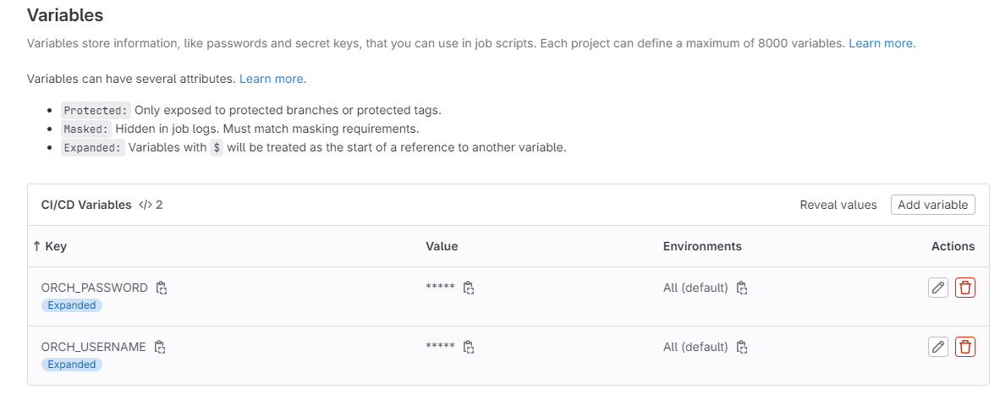 Variables
Variables store information, like passwords and secret keys, that you can use in job scripts. Each project can define a maximum of 8000 variables. Learn more.
Variables can have several attributes. Learn more.
Protected: Only exposed to protected branches or protected tags.
Masked: Hidden in job logs. Must match masking requirements.
Expanded: Variables with $ will be treated as the start of a reference to another variable.
CI/CD Variables </> 2 Reveal values Add variable
↑ Key Value Environments Actions
ORCH_PASSWORD ***** All (default)
Expanded
ORCH_USERNAME ***** All (default)
Expanded